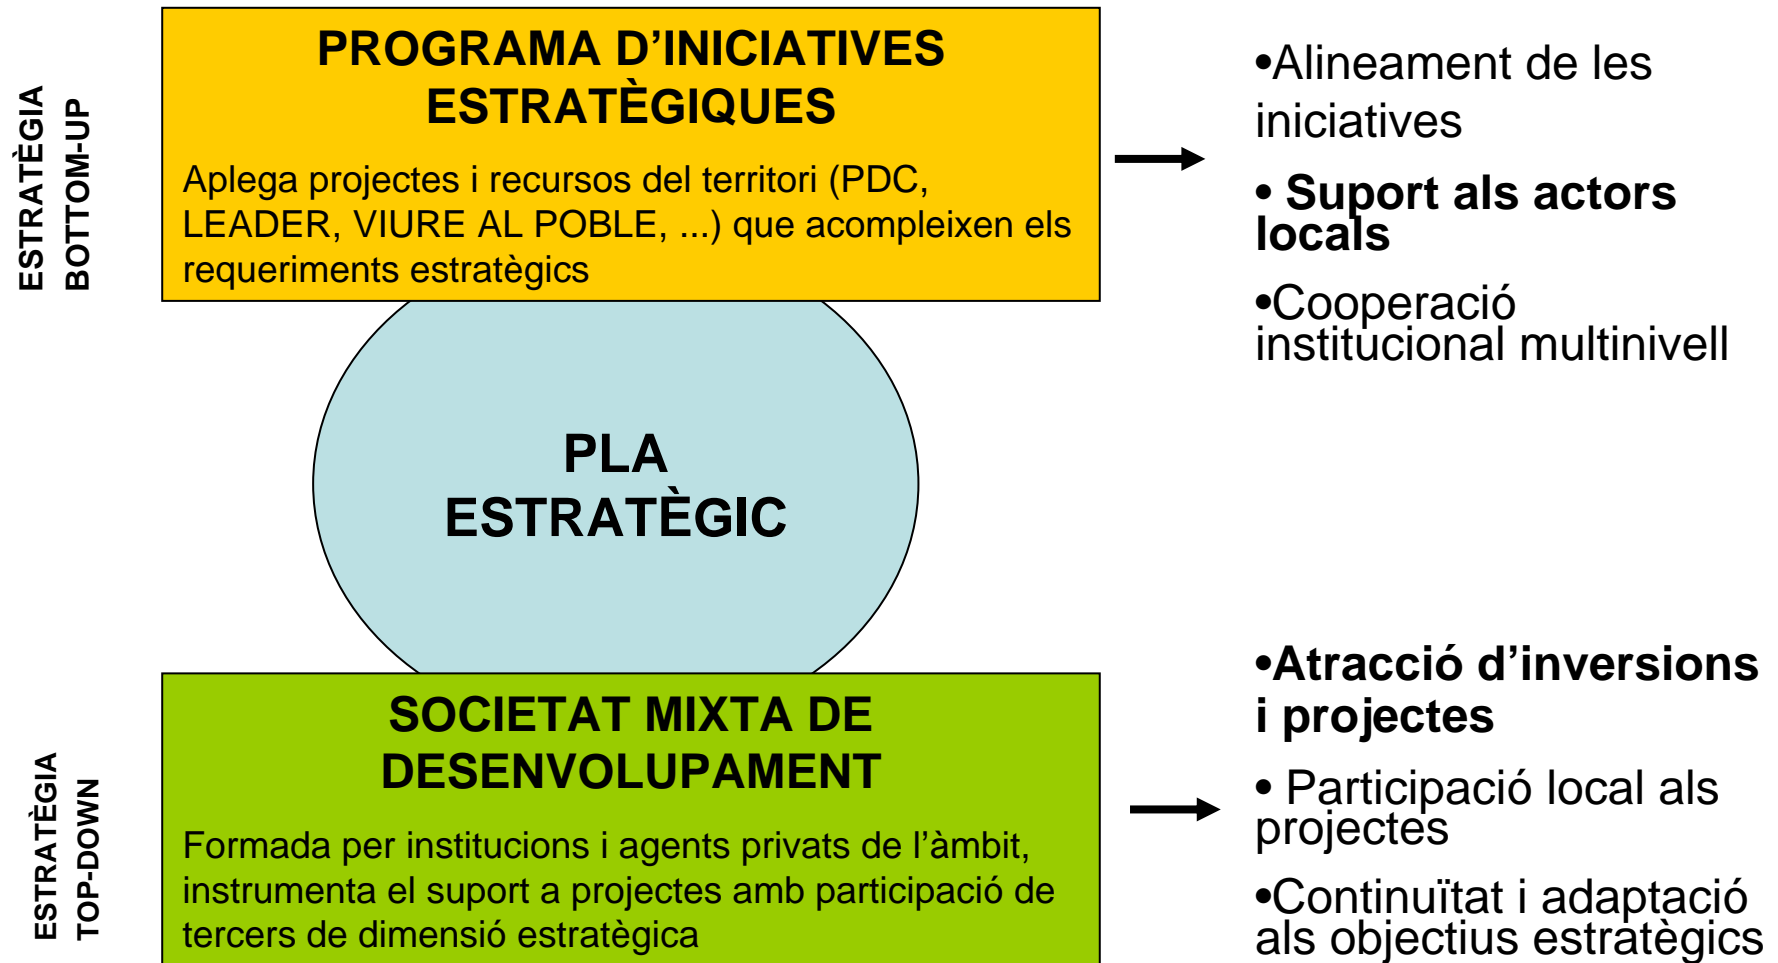 ESTRATÈGIA
BOTTOM-UP
PROGRAMA D’INICIATIVES
ESTRATÈGIQUES
Aplega projectes i recursos del territori (PDC,
LEADER, VIURE AL POBLE, ...) que acompleixen els
requeriments estratègics
•Alineament de les
iniciatives
• Suport als actors
locals
•Cooperació
institucional multinivell
PLA
ESTRATÈGIC
ESTRATÈGIA
TOP-DOWN
SOCIETAT MIXTA DE
DESENVOLUPAMENT
Formada per institucions i agents privats de l’àmbit,
instrumenta el suport a projectes amb participació de
tercers de dimensió estratègica
•Atracció d’inversions
i projectes
• Participació local als
projectes
•Continuïtat i adaptació
als objectius estratègics